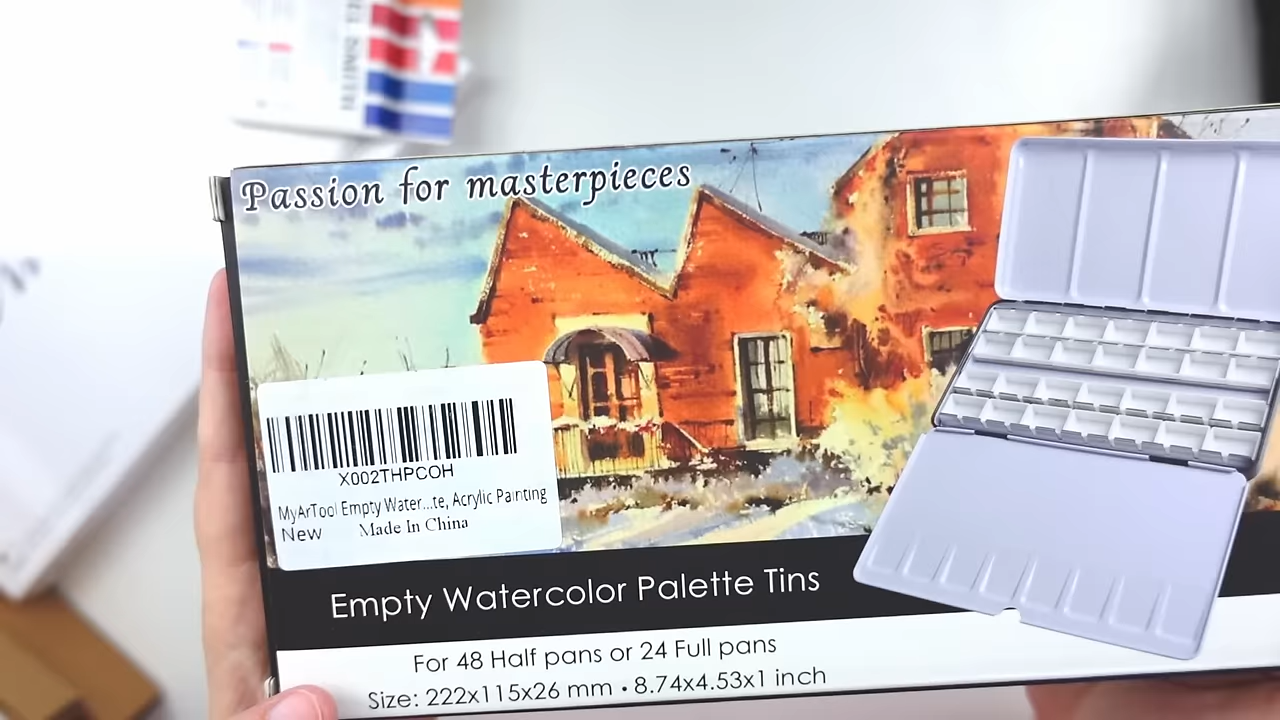 Passion for masterpieces
X002THPCOH
MyArTool Empty Water...te, Acrylic Painting
New Made In China
Empty Watercolor Palette Tins
For 48 Half pans or 24 Full pans
Size: 222x115x26 mm • 8.74x4.53x1 inch